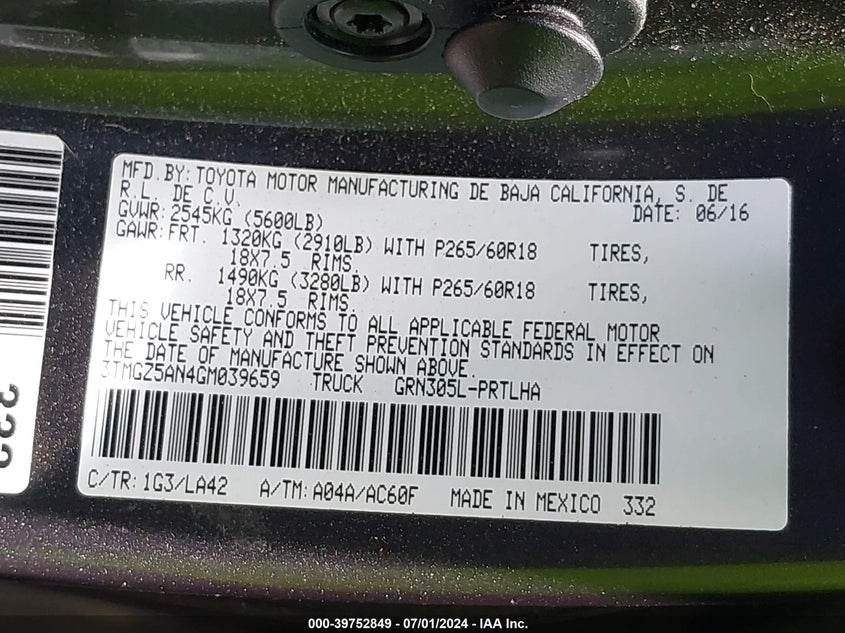 MFD.BY: TOYOTA MOTOR MANUFACTURING DE BAJA CALIFORNIA, S. DE
R.L. DE C.V. DATE: 06/16
GVWR: 2545KG (5600LB)
GAWR: FRT. 1320KG (2910LB) WITH P265/60R18 TIRES,
18X7.5 RIMS.
RR. 1490KG (3280LB) WITH P265/60R18 TIRES,
18X7.5 RIMS.
THIS VEHICLE CONFORMS TO ALL APPLICABLE FEDERAL MOTOR
VEHICLE SAFETY AND THEFT PREVENTION STANDARDS IN EFFECT ON
THE DATE OF MANUFACTURE SHOWN ABOVE.
3TMGZ5AN4GM039659 TRUCK GRN305L-PRTLHA
C/TR: 1G3/LA42 A/TM: A04A/AC60F MADE IN MEXICO 332
000-39752849 - 07/01/2024 - IAA Inc.